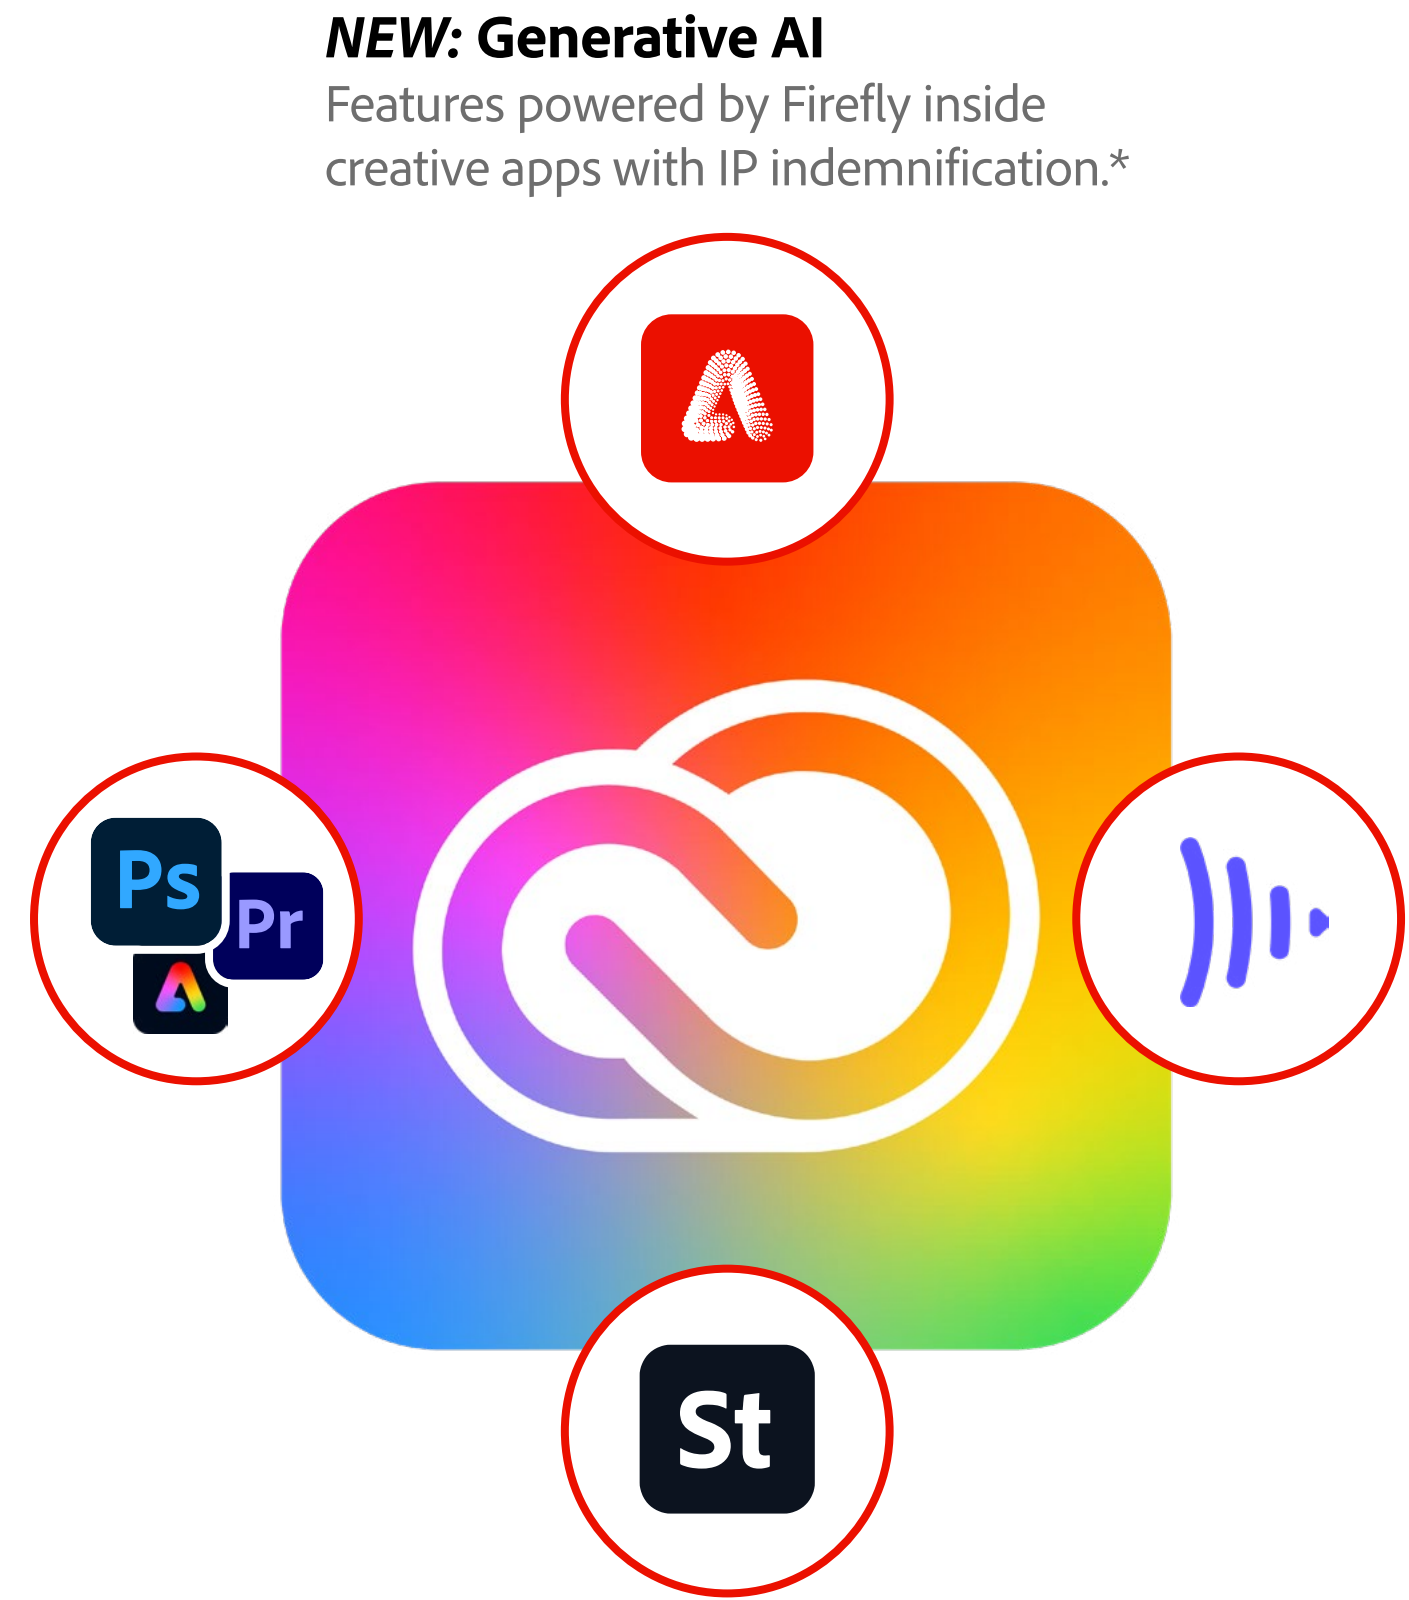 NEW: Generative AI
Features powered by Firefly inside
creative apps with IP indemnification.*
Ps
Pr
St